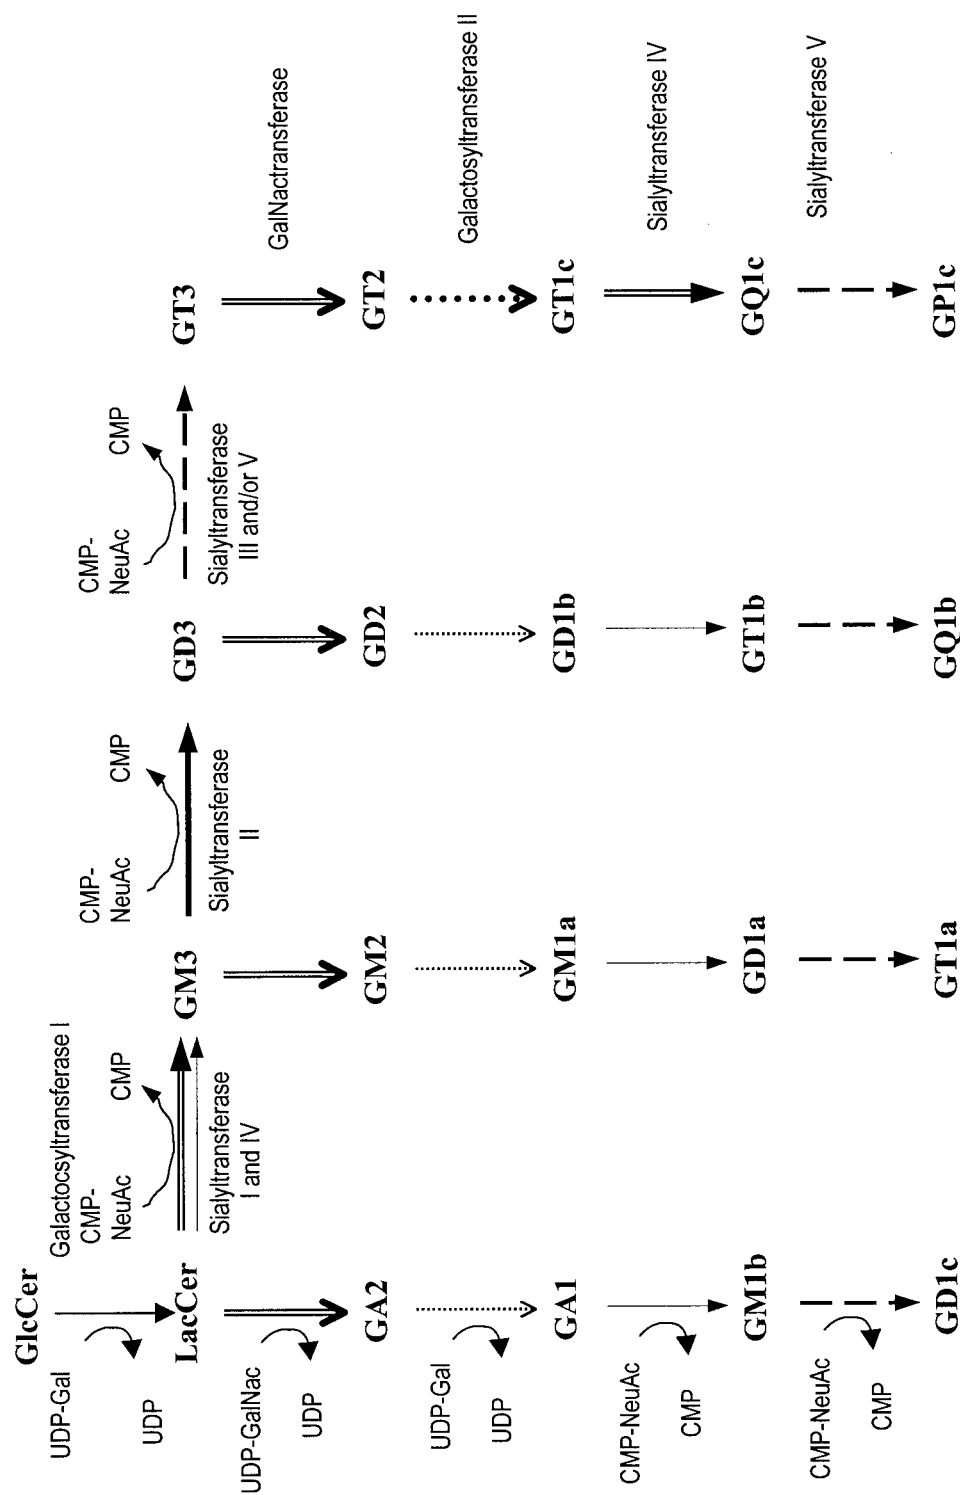 GlcCer
UDP-Gal
UDP
Galactocsyltransferase I
CMP-
NeuAc
CMP
CMP-
NeuAc
CMP
CMP-
NeuAc
CMP
LacCer
GM3
GD3
GT3
Sialyltransferase
I and IV
Sialyltransferase
II
Sialyltransferase
III and/or V
UDP-GalNac
UDP
GalNactransferase
GA2
GM2
GD2
GT2
UDP-Gal
UDP
Galactosyltransferase II
GA1
GM1a
GD1b
GT1c
CMP-NeuAc
CMP
Sialyltransferase IV
GM1b
GD1a
GT1b
GQ1c
CMP-NeuAc
CMP
Sialyltransferase V
GD1c
GT1a
GQ1b
GP1c